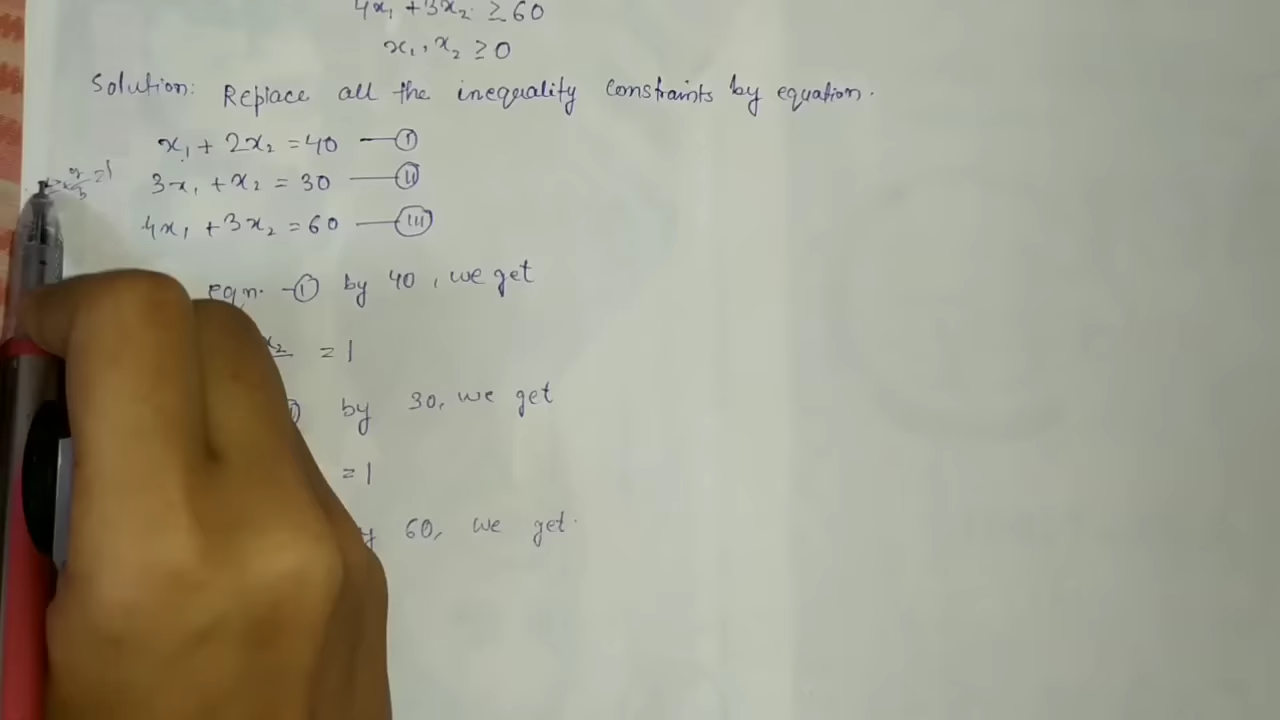 4x₁ + 3x₂ ≥ 60
x₁, x₂ ≥ 0
Solution: Replace all the inequality constraints by equation.
x₁ + 2x₂ = 40 — Ⓘ
3x₁ + x₂ = 30 — Ⓘⓘ
4x₁ + 3x₂ = 60 — ⓘⓘⓘ
eqn. - Ⓘ by 40, we get
x₂ = 1
by 30, we get
= 1
60, we get.